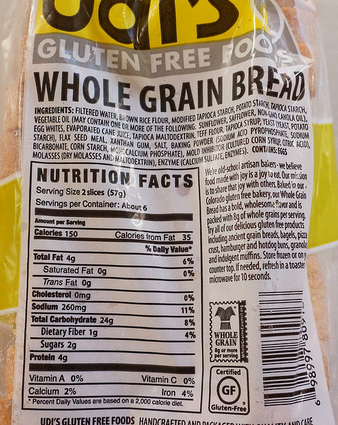 Udi's
GLUTEN FREE FOODS
WHOLE GRAIN BREAD
INGREDIENTS: FILTERED WATER, BROWN RICE FLOUR, MODIFIED TAPIOCA STARCH, POTATO STARCH, TAPIOCA STARCH,
VEGETABLE OIL (MAY CONTAIN ONE OR MORE OF THE FOLLOWING: SUNFLOWER, SAFFLOWER, NON-GMO CANOLA OIL),
EGG WHITES, EVAPORATED CANE JUICE, TAPIOCA MALTODEXTRIN, TEFF FLOUR, TAPIOCA SYRUP, YEAST (YEAST, POTATO
STARCH), FLAX SEED MEAL, XANTHAN GUM, SALT, BAKING POWDER (SODIUM ACID PYROPHOSPHATE, SODIUM
BICARBONATE, CORN STARCH, CALCIUM PHOSPHATE), MOLD INHIBITOR (CULTURED CORN SYRUP, CITRIC ACID),
MOLASSES (DRY MOLASSES AND MALTODEXTRIN), ENZYME (CALCIUM SULFATE, ENZYMES). CONTAINS: EGGS
NUTRITION FACTS
Serving Size 2 slices (57g)
Servings per Container: About 6
Amount per Serving
Calories 150 Calories from Fat 35
% Daily Value*
Total Fat 4g 6%
Saturated Fat 0g 0%
Trans Fat 0g
Cholesterol 0mg 0%
Sodium 260mg 11%
Total Carbohydrate 24g 8%
Dietary Fiber 1g 4%
Sugars 2g
Protein 4g
Vitamin A 0% Vitamin C 0%
Calcium 2% Iron 4%
* Percent Daily Values are based on a 2,000 calorie diet.
We're old-school artisan bakers - we believe
food made with joy is a joy to eat. Our mission
is to share that joy with others. Baked in our
Colorado gluten free bakery, our Whole Grain
Bread has a bold, wholesome flavor and is
packed with 8g of whole grains per serving.
Try all of our delicious gluten free products
including ancient grain breads, bagels, pizza
crust, hamburger and hotdog buns, granola
and indulgent muffins. Store frozen or on your
counter top. If needed, refresh in a toaster or
microwave for 10 seconds.
WHOLE
GRAIN
8g or more
per serving
Certified
GF
Gluten-Free
UDI'S GLUTEN FREE FOODS HANDCRAFTED AND PACKAGED WITH QUALITY AND CARE